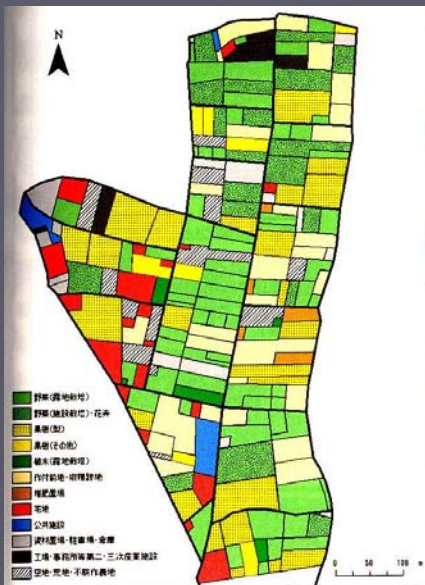 N
野菜(露地栽培)
野菜(施設栽培)・花卉
果樹(梨)
果樹(その他)
植木(露地栽培)
作付前地・収穫跡地
堆肥置場
宅地
公共施設
資材置場・駐車場・倉庫
工場・事務所等第二・三次産業施設
空地・荒地・不耕作農地
0 50 100 m